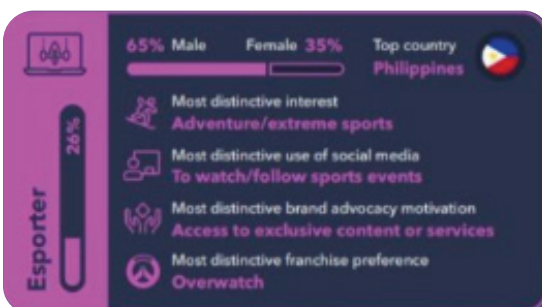 65% Male Female 35% Top country
Philippines
Most distinctive interest
Adventure/extreme sports
Most distinctive use of social media
To watch/follow sports events
Most distinctive brand advocacy motivation
Access to exclusive content or services
Most distinctive franchise preference
Overwatch
Esporter
26%